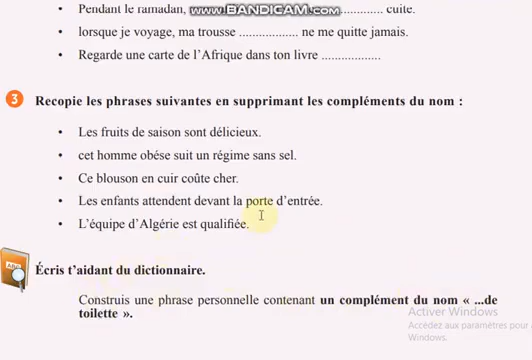 www.BANDICAM.com
Pendant le ramadan, cuite.
lorsque je voyage, ma trousse ................. ne me quitte jamais.
Regarde une carte de l'Afrique dans ton livre .................
3 Recopie les phrases suivantes en supprimant les compléments du nom :
Les fruits de saison sont délicieux.
cet homme obése suit un régime sans sel.
Ce blouson en cuir coûte cher.
Les enfants attendent devant la porte d'entrée.
L'équipe d'Algérie est qualifiée.
Écris t'aidant du dictionnaire.
Construis une phrase personnelle contenant un complément du nom « ...de
toilette ».
Activer Windows
Accédez aux paramètres pour a
Windows.